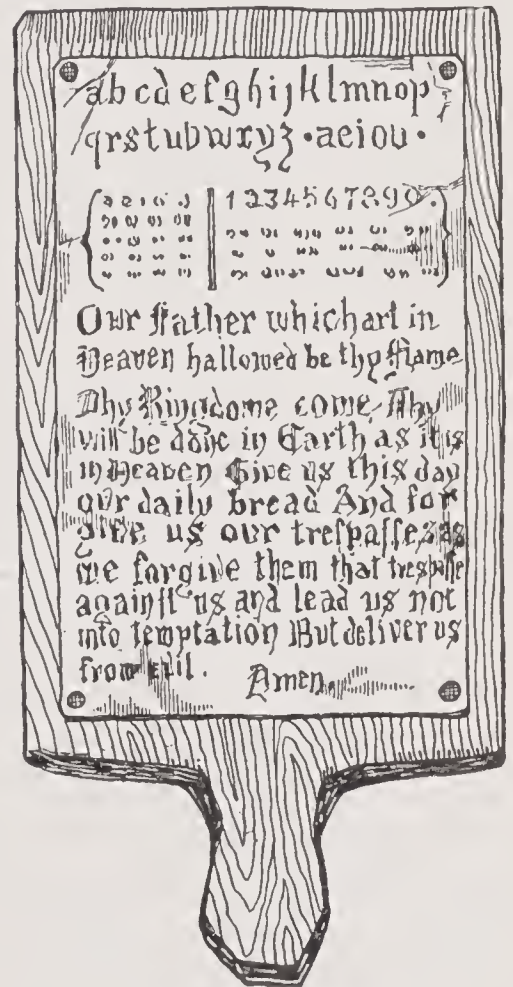 abcdefghijklmnop
qrstubwxyz·aeiou·
a e i o u
1234567890.
Our ffather which art in
Heaven hallowed be thy Name
Thy Kingdome come, Thy
will be done in Earth as it is
in Heaven Give us this day
our daily bread And for
give us our treſpaſſes as
we forgive them that treſpaſſe
againſt us and lead us not
into temptation But deliver us
from evil. Amen.